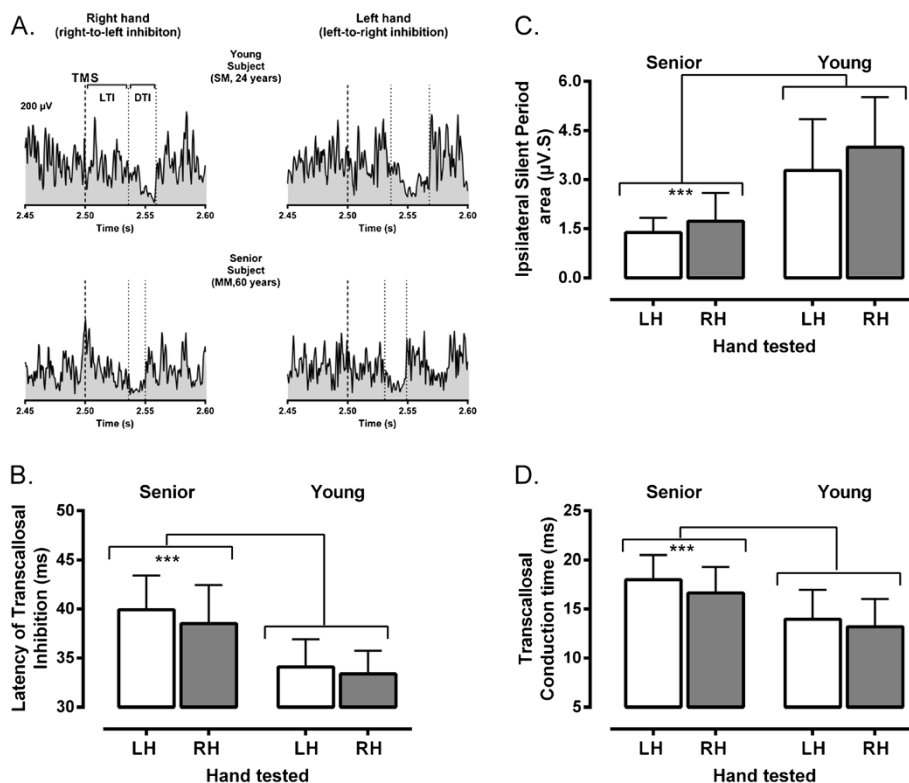 A.
Right hand
(right-to-left inhibiton)
Left hand
(left-to-right inhibition)
Young
Subject
(SM, 24 years)
TMS
LTI
DTI
200 µV
2.45 2.50 2.55 2.60
Time (s)
2.45 2.50 2.55 2.60
Time (s)
Senior
Subject
(MM,60 years)
2.45 2.50 2.55 2.60
Time (s)
2.45 2.50 2.55 2.60
Time (s)
B.
Senior Young
Latency of Transcallosal
Inhibition (ms)
50
45
40
35
30
***
LH RH LH RH
Hand tested
C.
Senior Young
Ipsilateral Silent Period
area (µV.S)
6.0
4.5
3.0
1.5
0.0
***
LH RH LH RH
Hand tested
D.
Senior Young
Transcallosal
Conduction time (ms)
25
20
15
10
5
***
LH RH LH RH
Hand tested